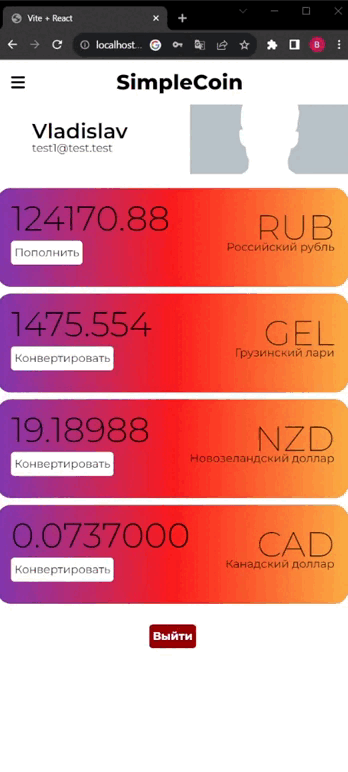 Vite + React
localhost...
B
SimpleCoin
Vladislav
test1@test.test
124170.88
RUB
Пополнить
Российский рубль
1475.554
GEL
Конвертировать
Грузинский лари
19.18988
NZD
Конвертировать
Новозеландский доллар
0.0737000
CAD
Конвертировать
Канадский доллар
Выйти